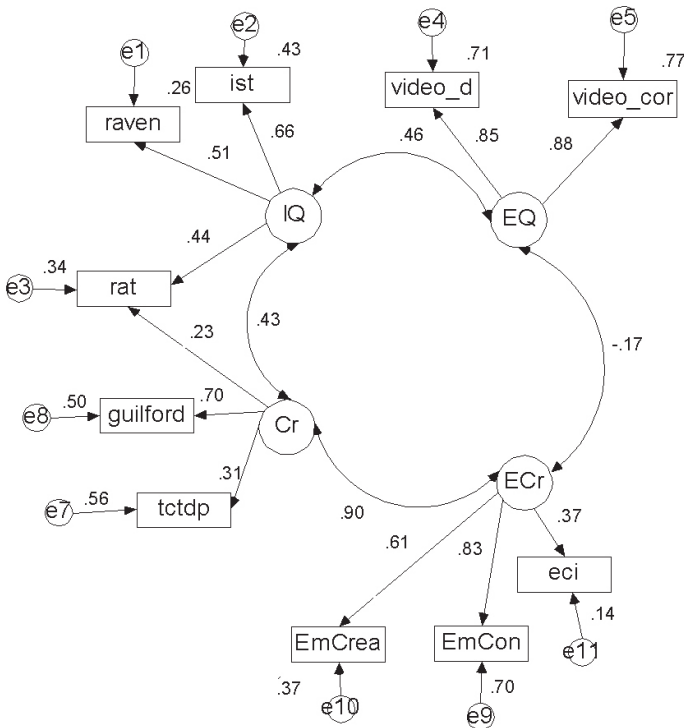 e2
e4
e5
.43
.71
.77
e1
ist
video_d
video_cor
.26
raven
.66
.46
.85
.88
.51
IQ
EQ
.44
.34
e3
rat
.43
.23
-.17
.50
.70
e8
guilford
Cr
.31
.56
e7
tctdp
.90
ECr
.37
.61
.83
eci
.14
EmCrea
EmCon
e11
.37
.70
e10
e9